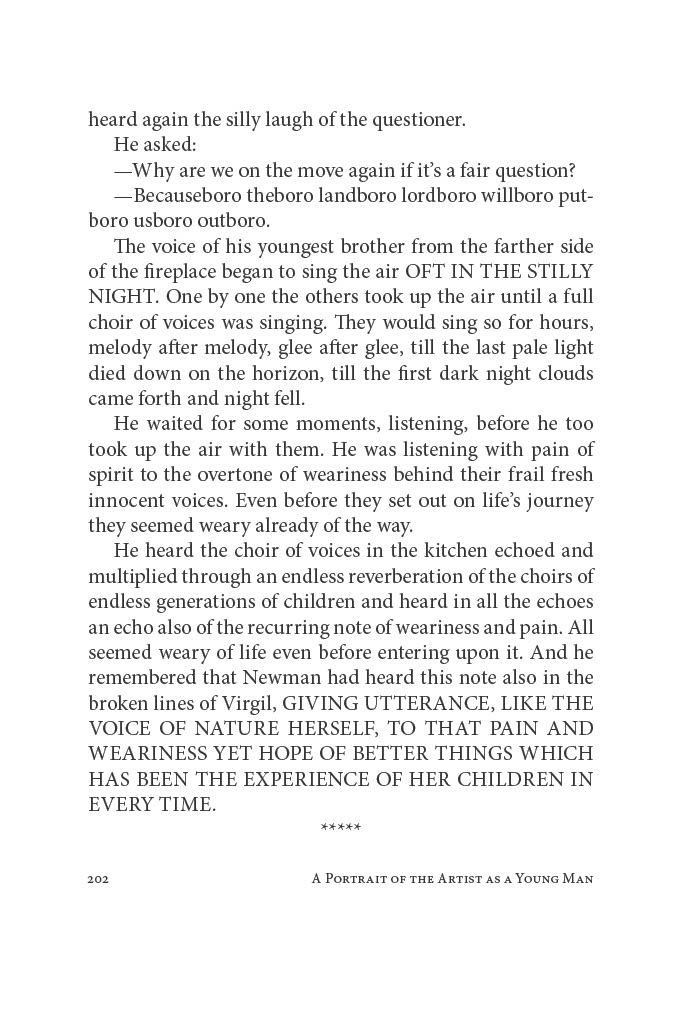 heard again the silly laugh of the questioner.
He asked:
—Why are we on the move again if it’s a fair question?
—Becauseboro theboro landboro lordboro willboro put-
boro usboro outboro.
The voice of his youngest brother from the farther side
of the fireplace began to sing the air OFT IN THE STILLY
NIGHT. One by one the others took up the air until a full
choir of voices was singing. They would sing so for hours,
melody after melody, glee after glee, till the last pale light
died down on the horizon, till the first dark night clouds
came forth and night fell.
He waited for some moments, listening, before he too
took up the air with them. He was listening with pain of
spirit to the overtone of weariness behind their frail fresh
innocent voices. Even before they set out on life’s journey
they seemed weary already of the way.
He heard the choir of voices in the kitchen echoed and
multiplied through an endless reverberation of the choirs of
endless generations of children and heard in all the echoes
an echo also of the recurring note of weariness and pain. All
seemed weary of life even before entering upon it. And he
remembered that Newman had heard this note also in the
broken lines of Virgil, GIVING UTTERANCE, LIKE THE
VOICE OF NATURE HERSELF, TO THAT PAIN AND
WEARINESS YET HOPE OF BETTER THINGS WHICH
HAS BEEN THE EXPERIENCE OF HER CHILDREN IN
EVERY TIME.
*****
202 A Portrait of the Artist as a Young Man